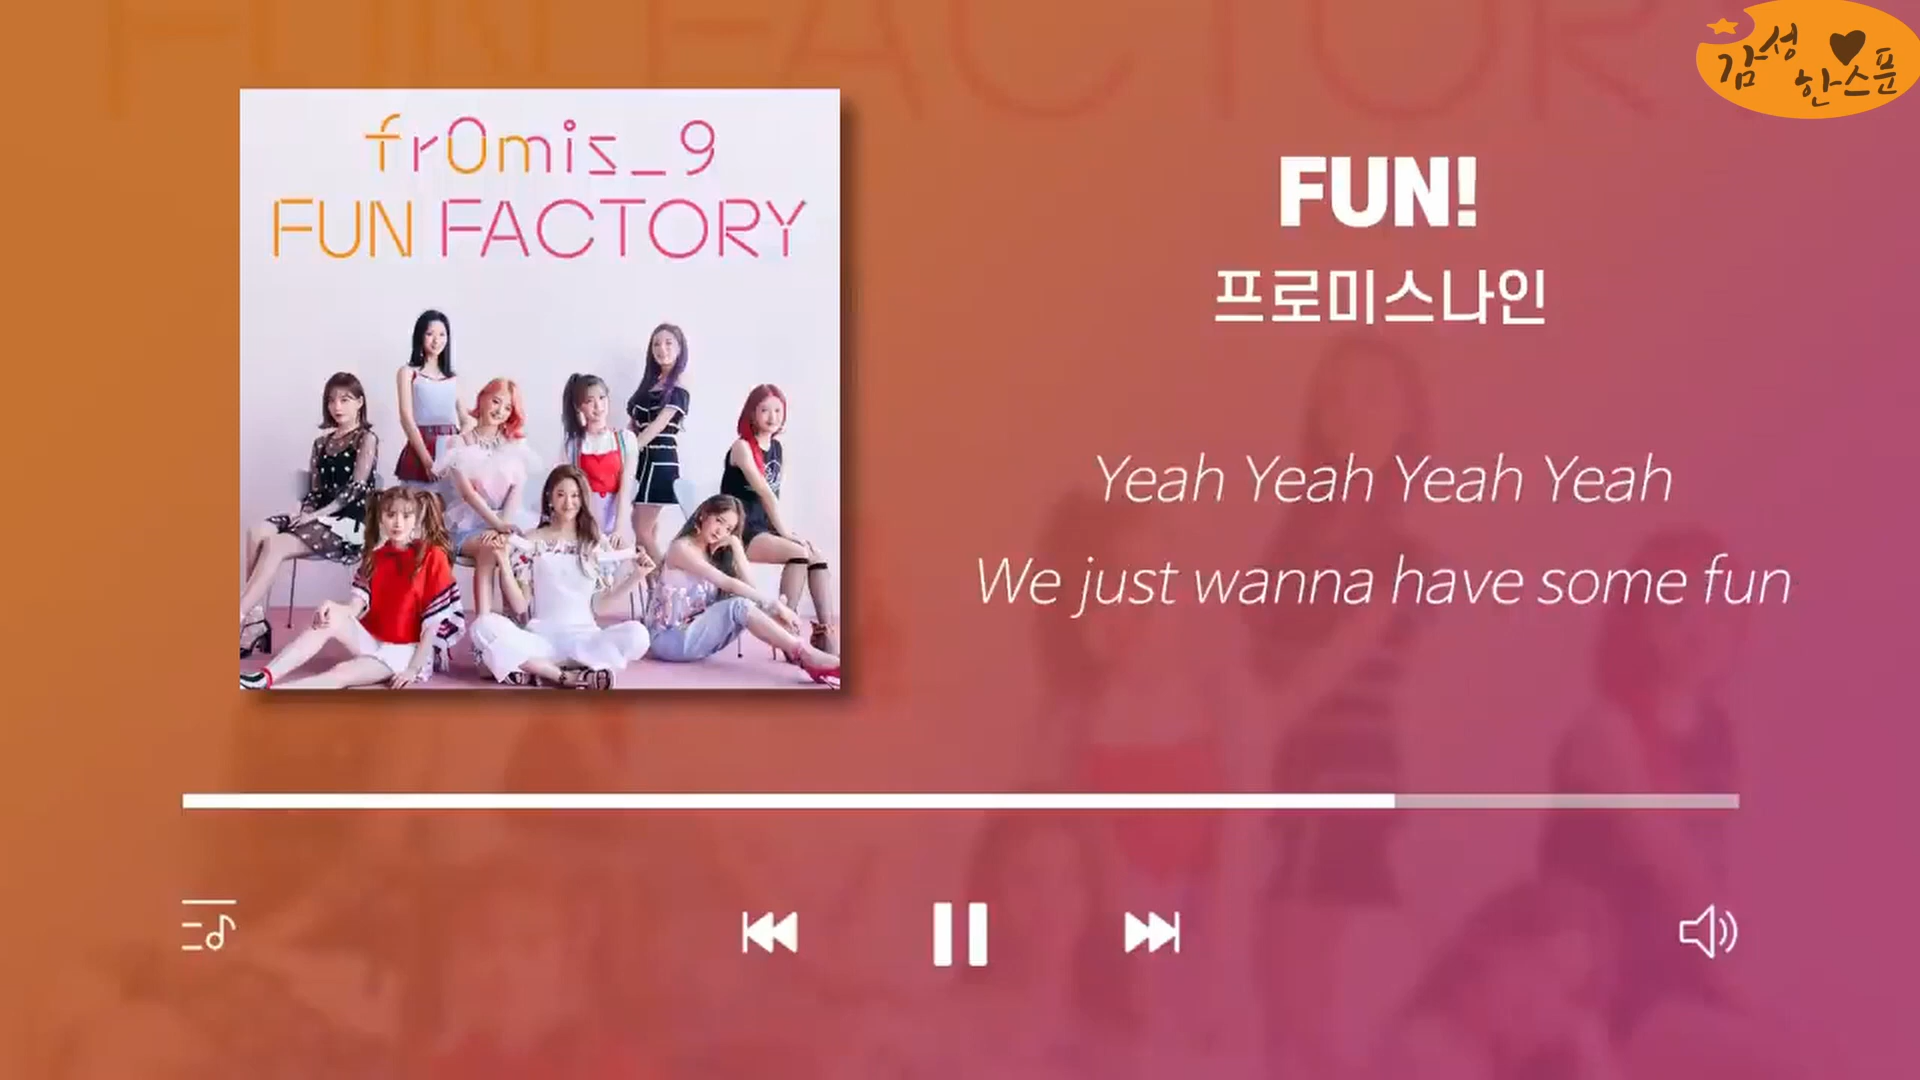 fr0mis_9
FUN FACTORY
감성
한스푼
FUN!
프로미스나인
Yeah Yeah Yeah Yeah
We just wanna have some fun